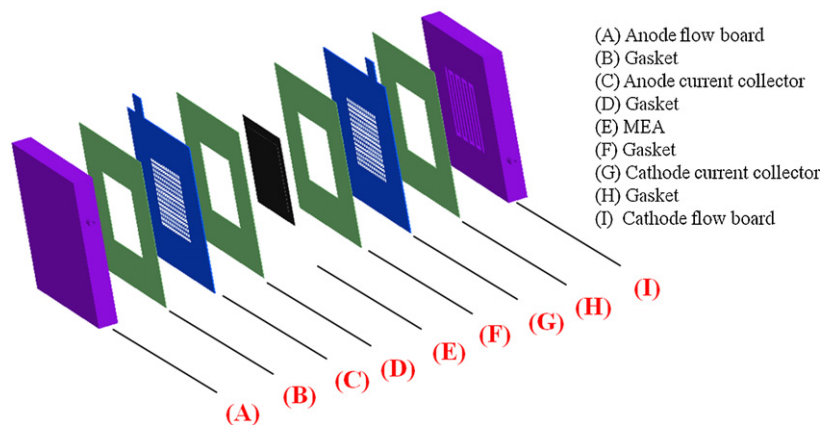 (A) Anode flow board
(B) Gasket
(C) Anode current collector
(D) Gasket
(E) MEA
(F) Gasket
(G) Cathode current collector
(H) Gasket
(I) Cathode flow board
(I)
(H)
(G)
(F)
(E)
(D)
(C)
(B)
(A)